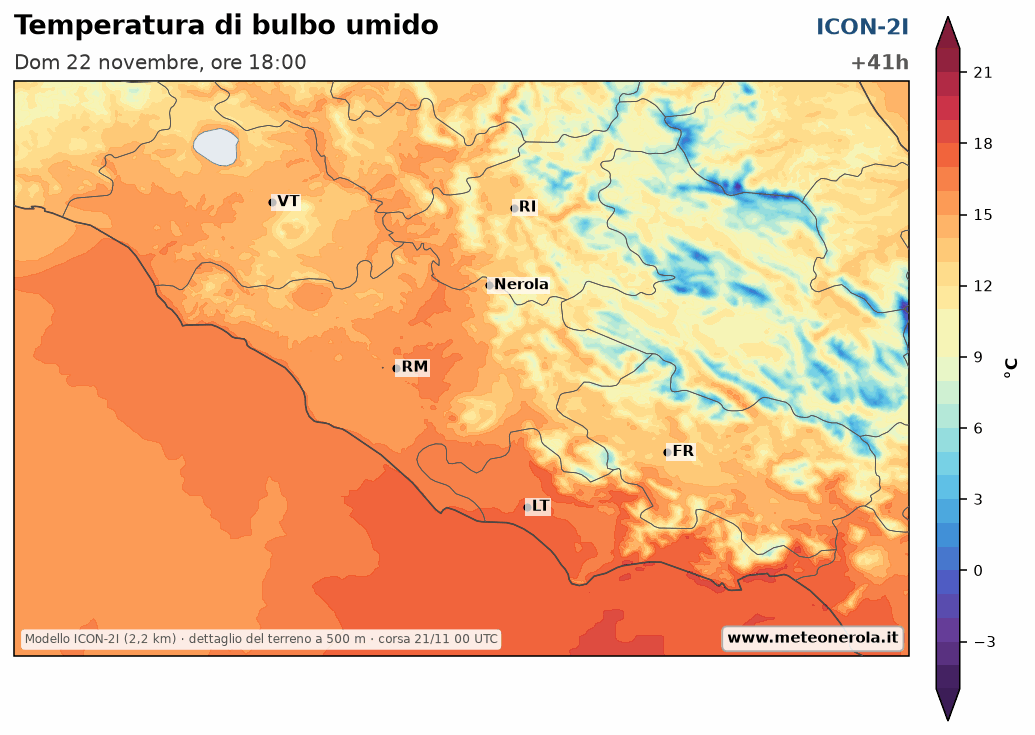 Temperatura di bulbo umido
ICON-2I
Dom 22 novembre, ore 18:00
+41h
VT
RI
Nerola
RM
FR
LT
Modello ICON-2I (2,2 km) · dettaglio del terreno a 500 m · corsa 21/11 00 UTC
www.meteonerola.it
21
18
15
12
9
6
3
0
−3
°C